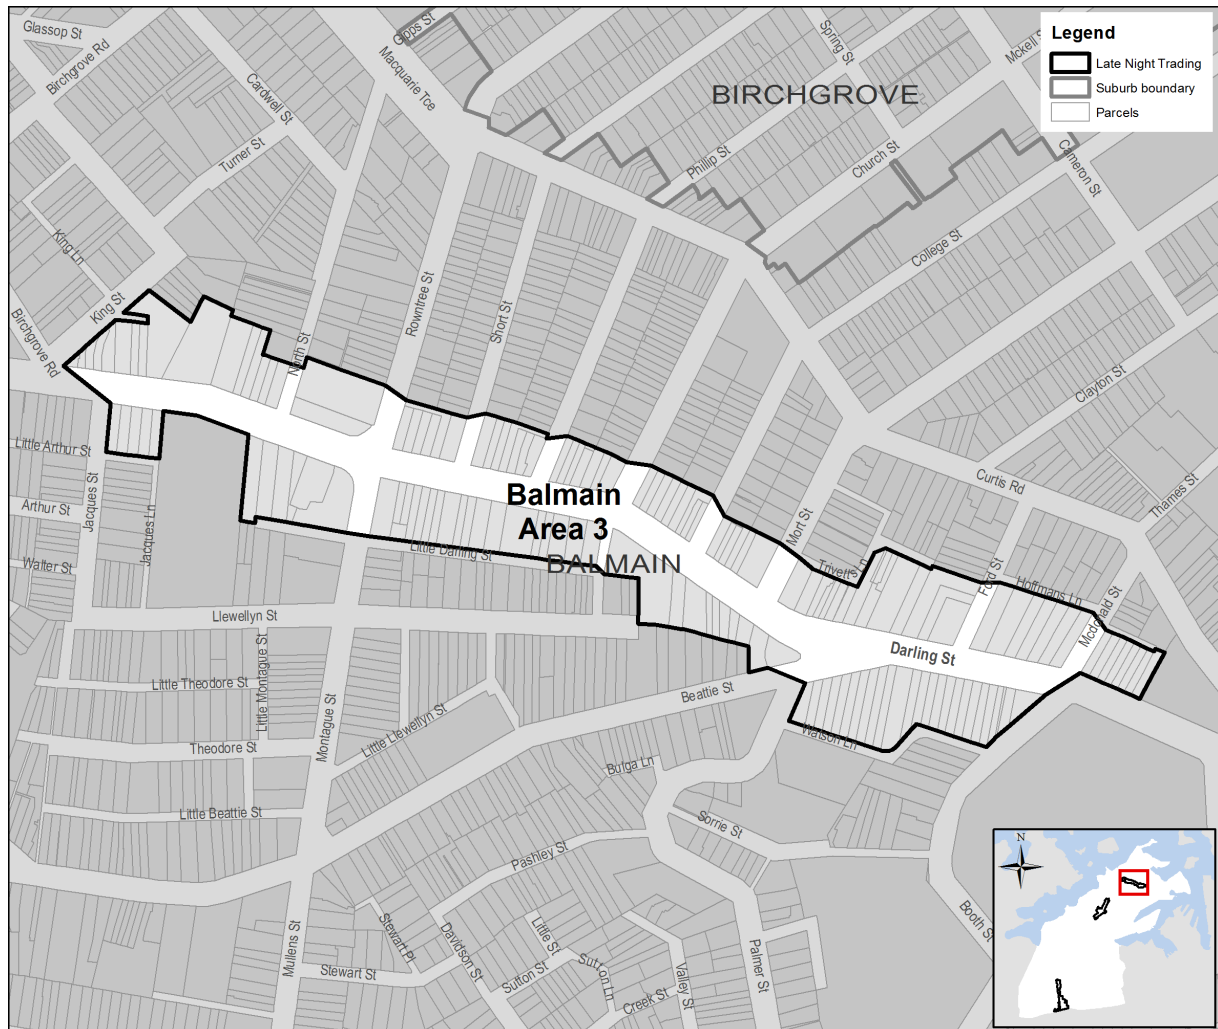 Glassop St
Birchgrove Rd
Gipps St
Macquarie Tce
Spring St
Mckell S
Legend
Late Night Trading
Suburb boundary
Parcels
BIRCHGROVE
Cardwell St
Turner St
Phillip St
Church St
Cameron St
King Ln
College St
King St
Birchgrove Rd
North St
Rowntree St
Short St
Clayton St
Little Arthur St
Arthur St
Jacques St
Jacques Ln
Walter St
Balmain
Area 3
BALMAIN
Little Darling St
Mort St
Curtis Rd
Thames St
Trivetts Ln
Ford St
Hoffmans Ln
Mcdonald St
Darling St
Llewellyn St
Little Montague St
Little Theodore St
Montague St
Theodore St
Little Llewellyn St
Beattie St
Watson Ln
Bulga Ln
Little Beattie St
Sorrie St
Pashley St
Mullens St
Stewart Pl
Stewart St
Davidson St
Little St
Sutton St
Sutton Ln
Creek St
Valley St
Palmer St
Booth St
N